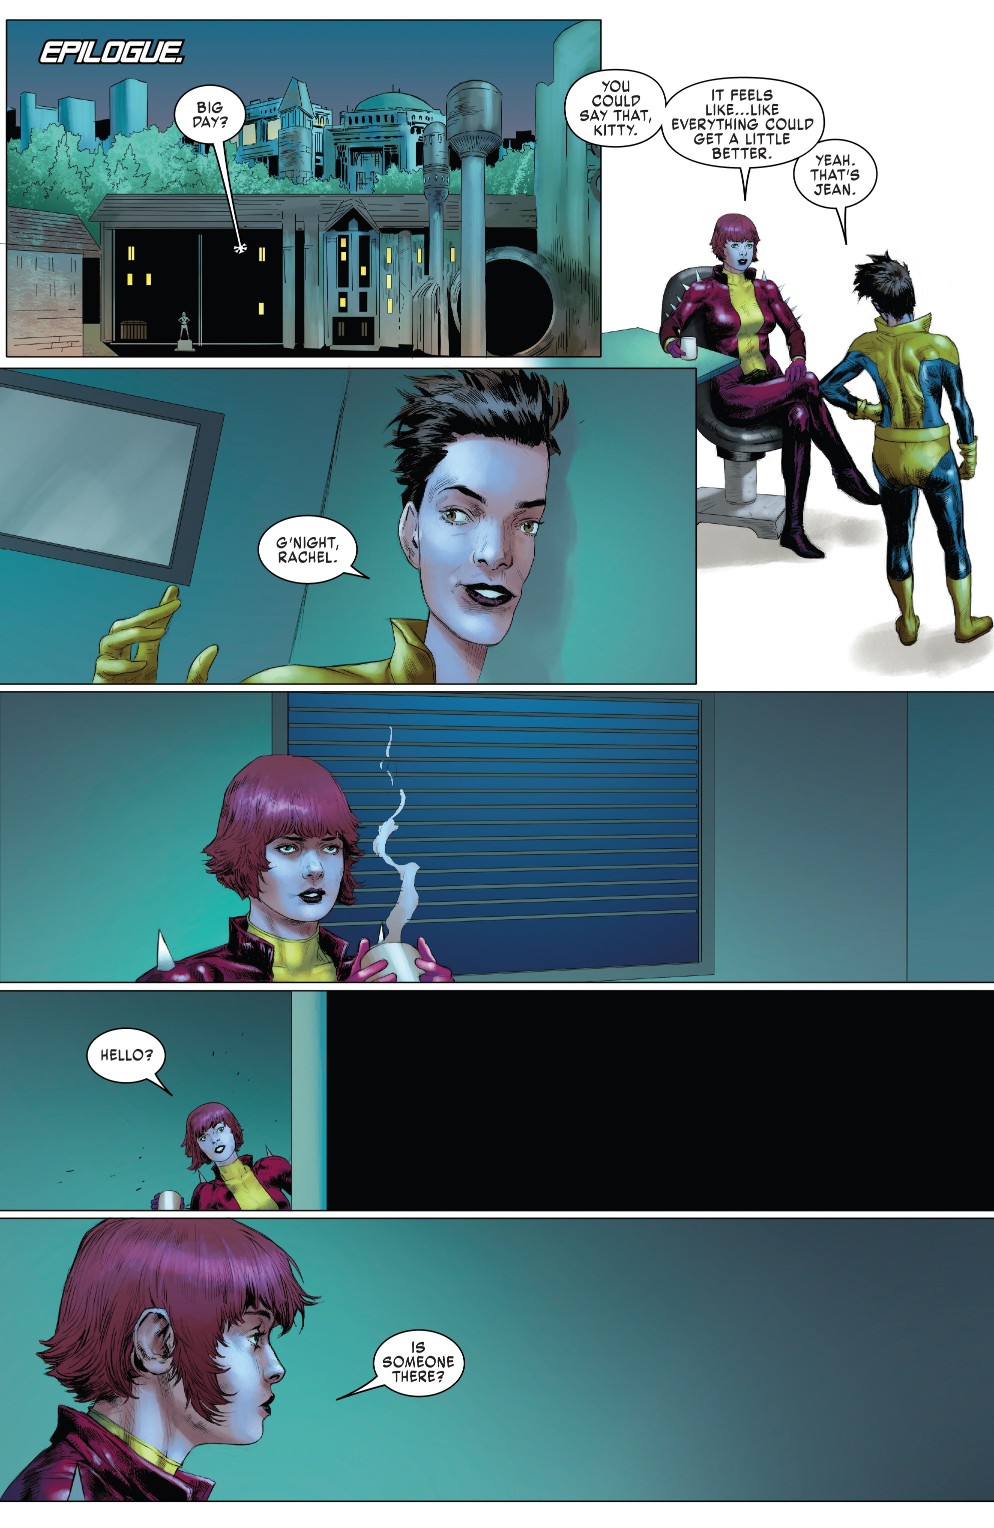 EPILOGUE.
BIG
DAY?
YOU
COULD
SAY THAT,
KITTY.
IT FEELS
LIKE...LIKE
EVERYTHING COULD
GET A LITTLE
BETTER.
YEAH.
THAT'S
JEAN.
G'NIGHT,
RACHEL.
HELLO?
IS
SOMEONE
THERE?